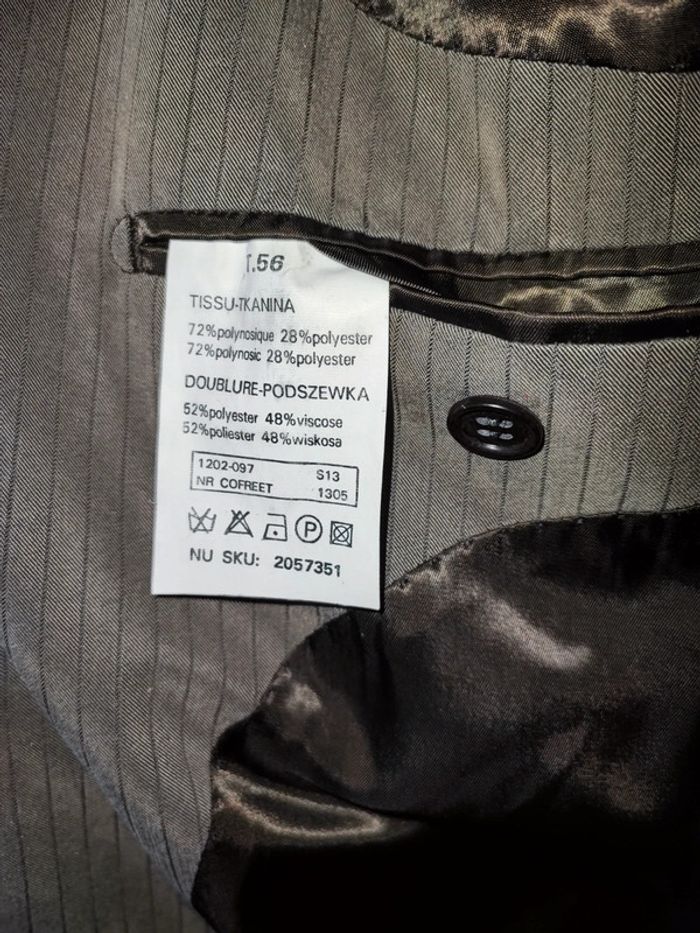 T.56
TISSU-TKANINA
72%polynosique 28%polyester
72%polynosic 28%polyester
DOUBLURE-PODSZEWKA
52%polyester 48%viscose
52%poliester 48%wiskosa
1202-097 S13
NR COFREET 1305
P
NU SKU: 2057351